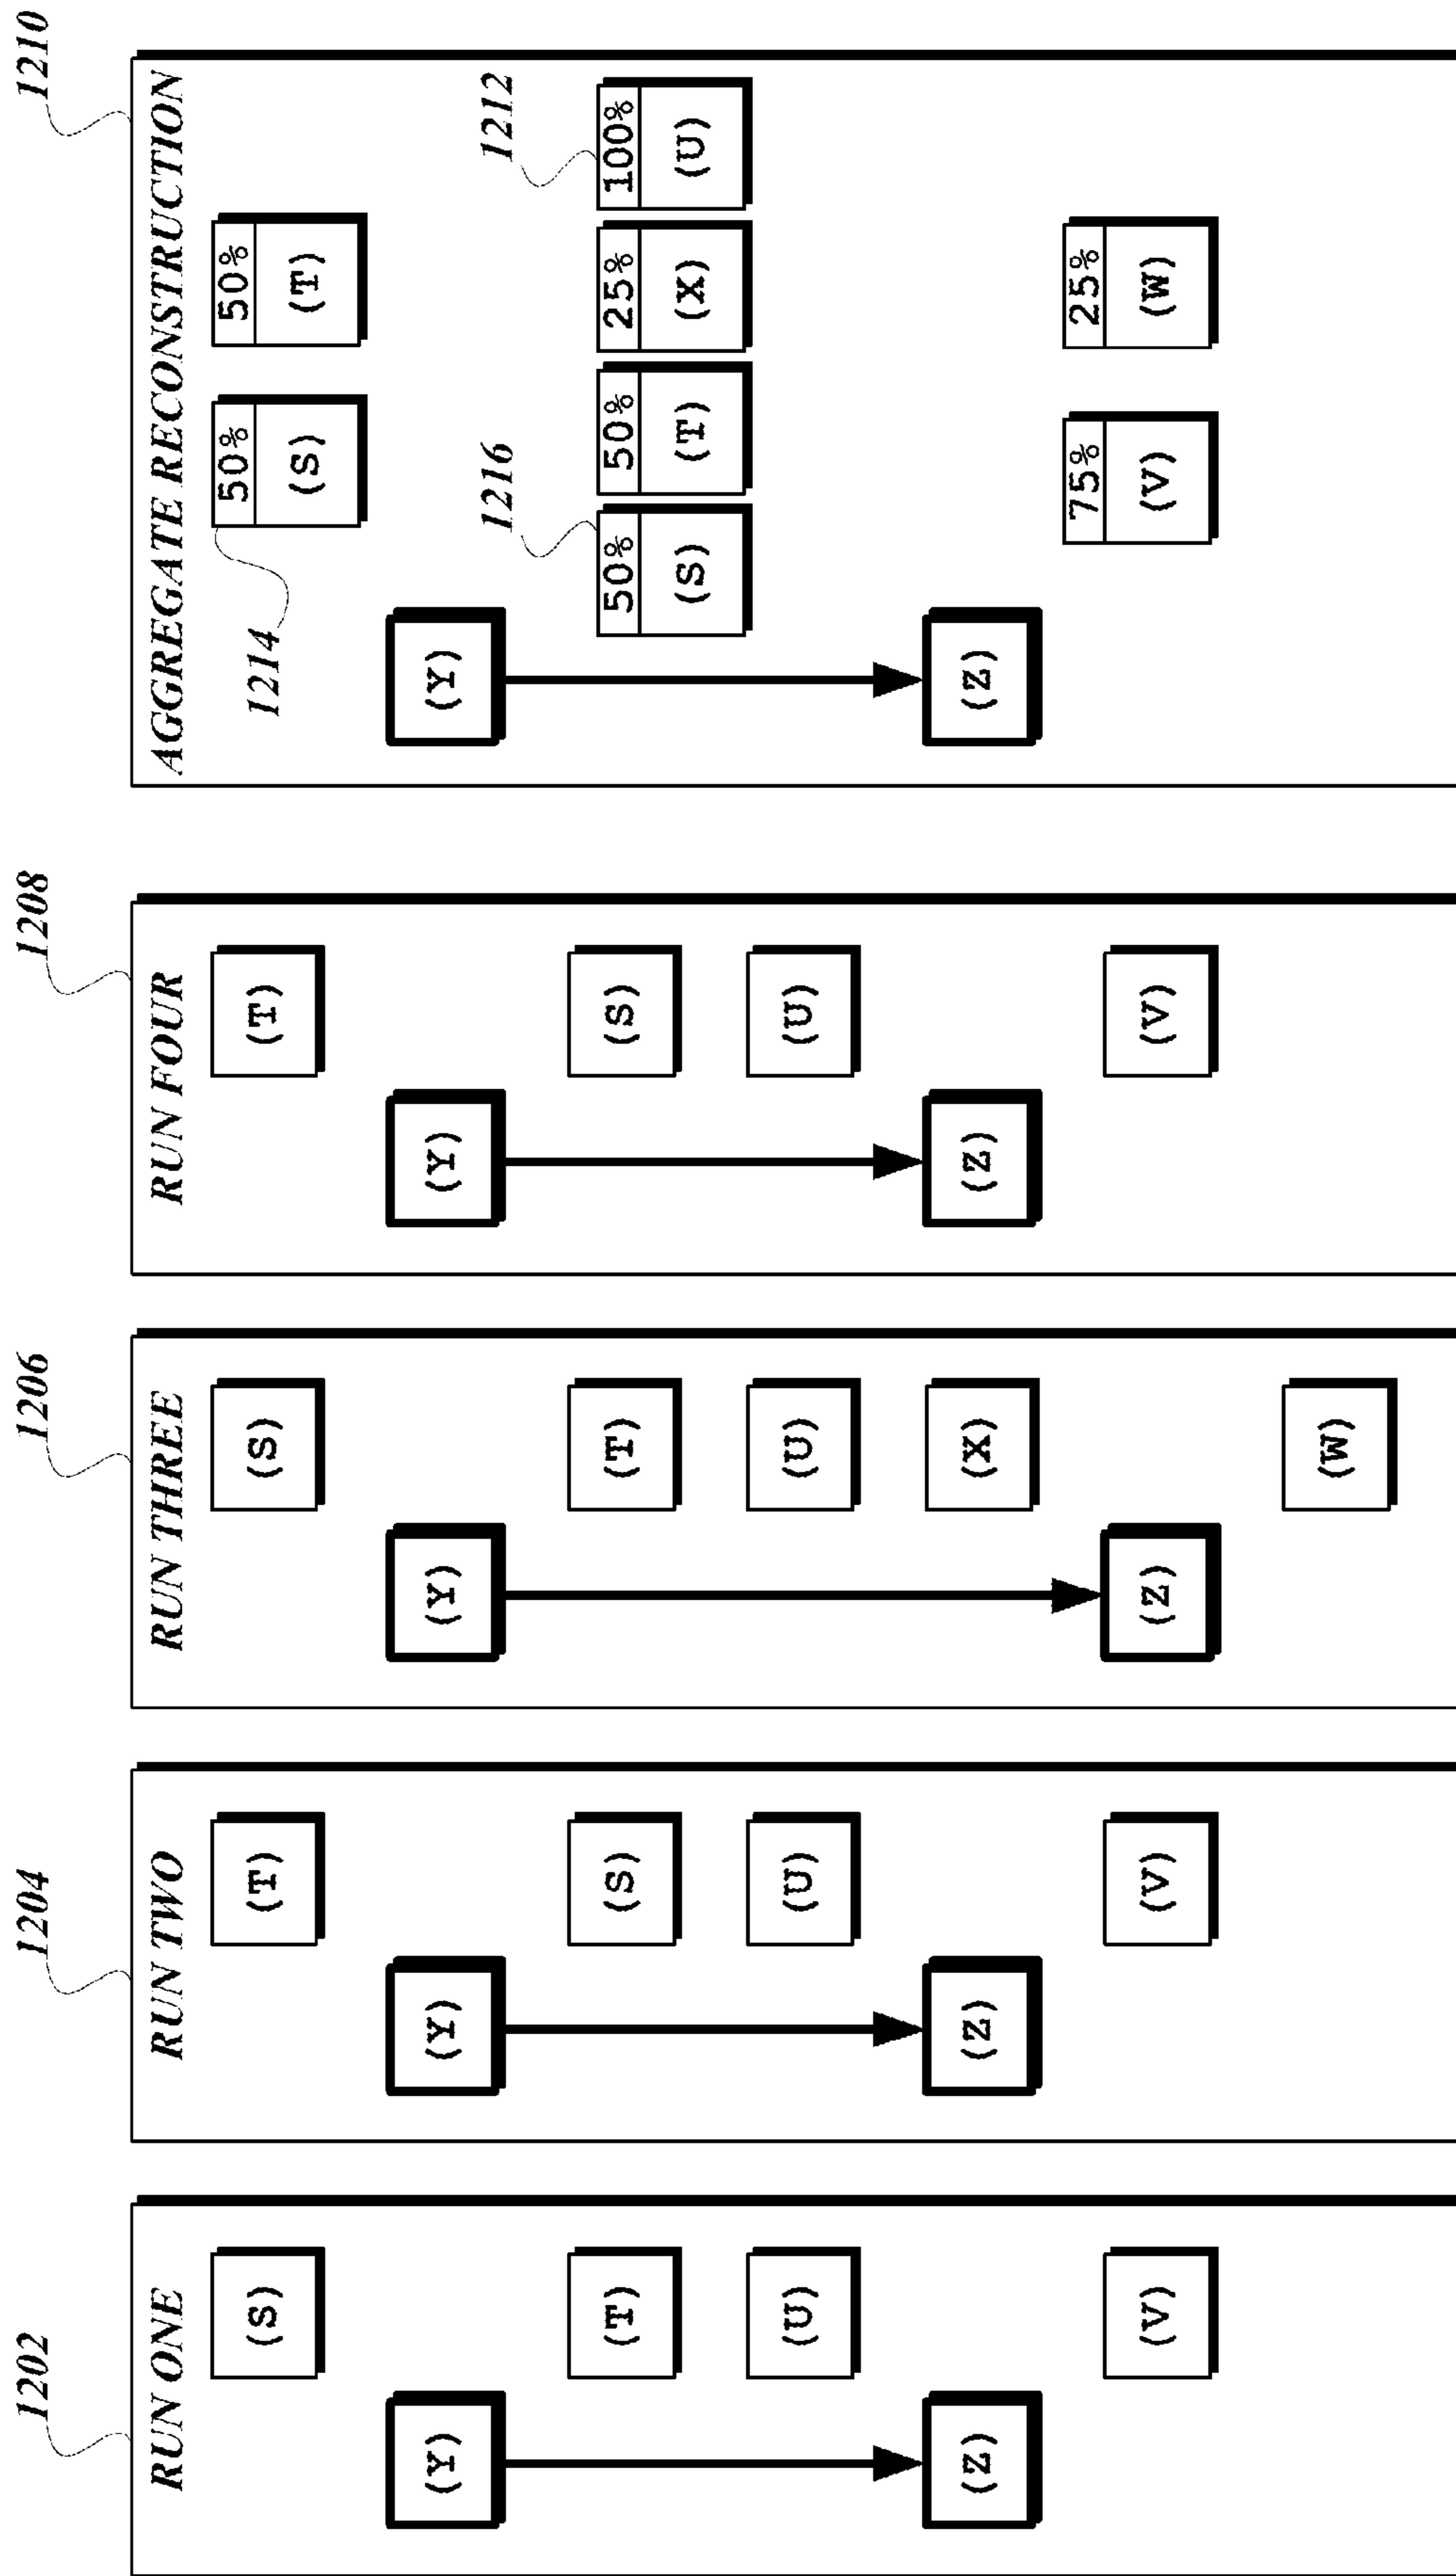 1202
RUN ONE
(S)
(Y)
(T)
(U)
(Z)
(V)
1204
RUN TWO
(T)
(Y)
(S)
(U)
(Z)
(V)
1206
RUN THREE
(S)
(Y)
(T)
(U)
(X)
(Z)
(W)
1208
RUN FOUR
(T)
(Y)
(S)
(U)
(Z)
(V)
1210
AGGREGATE RECONSTRUCTION
50%
(S)
50%
(T)
1214
(Y)
1216
1212
50%
(S)
50%
(T)
25%
(X)
100%
(U)
(Z)
75%
(V)
25%
(W)